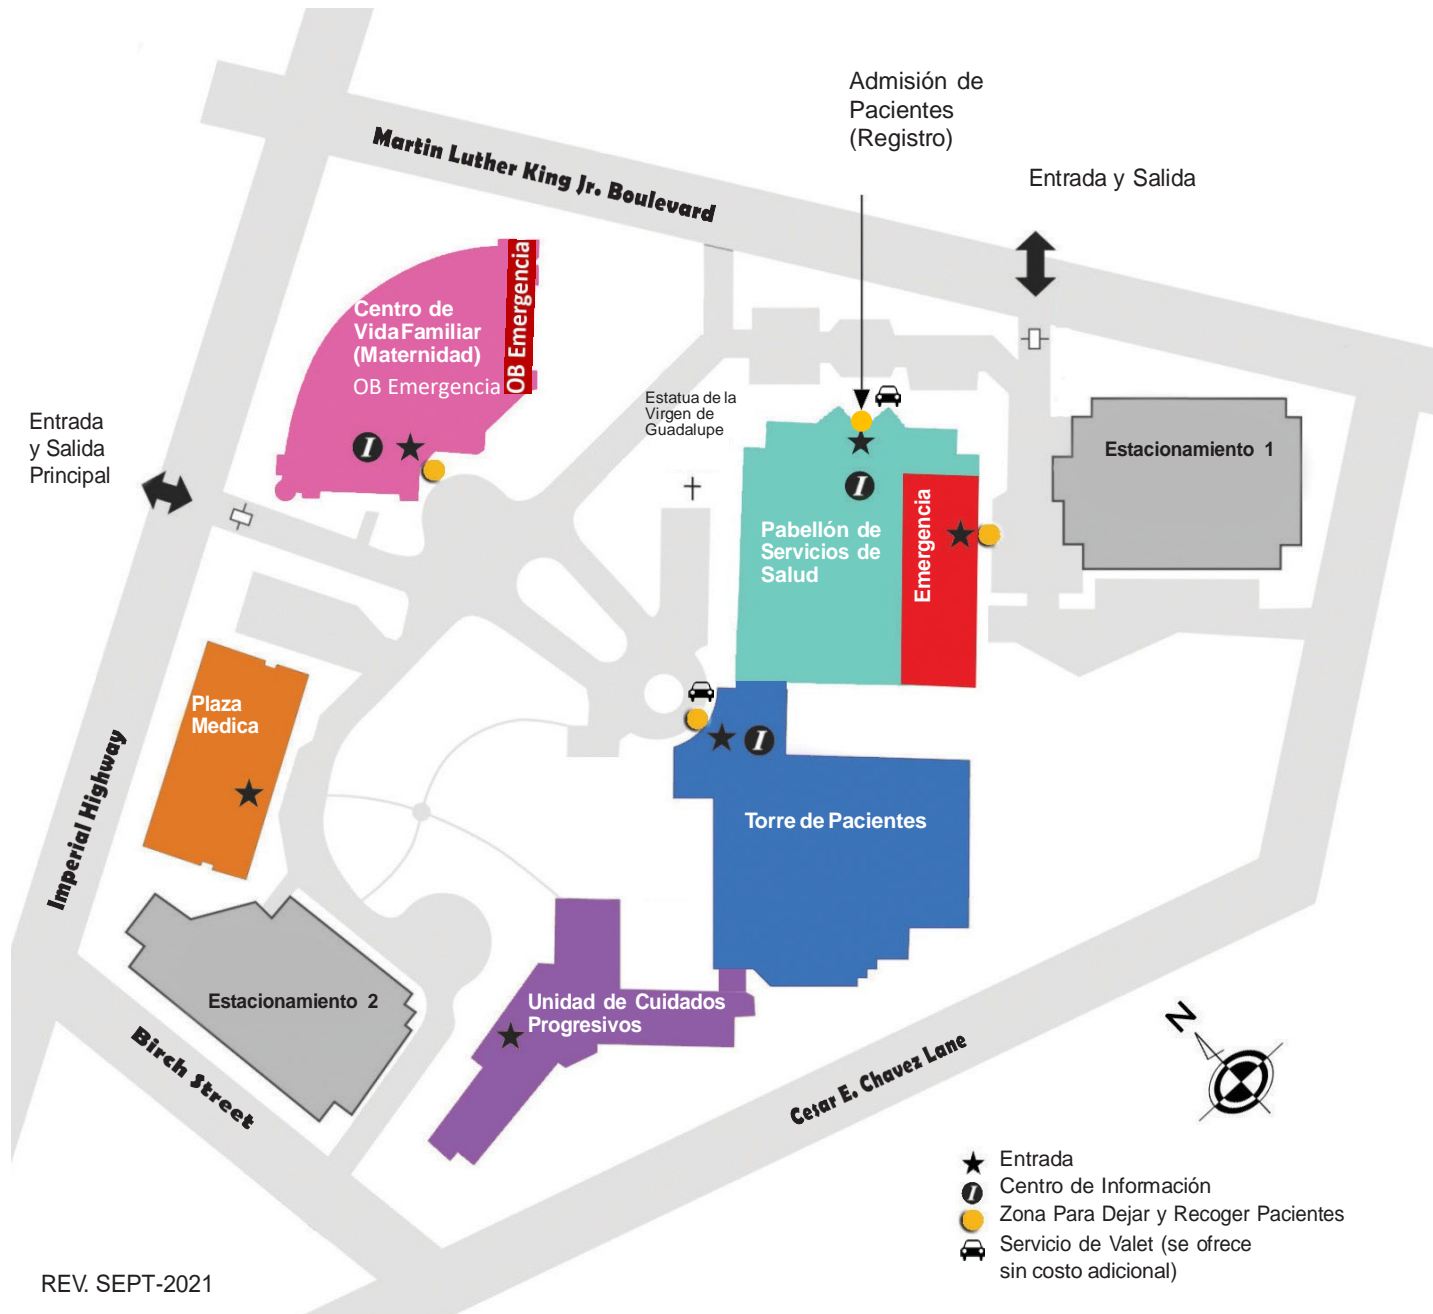 Admisión de
Pacientes
(Registro)
Martin Luther King Jr. Boulevard
Entrada y Salida
OB Emergencia
Centro de
VidaFamiliar
(Maternidad)
OB Emergencia
Estatua de la
Virgen de
Guadalupe
Entrada
y Salida
Principal
I
Estacionamiento 1
I
Pabellón de
Servicios de
Salud
Emergencia
Plaza
Medica
I
Imperial Highway
Torre de Pacientes
Estacionamiento 2
Unidad de Cuidados
Progresivos
Birch Street
Cesar E. Chavez Lane
N
Entrada
I Centro de Información
Zona Para Dejar y Recoger Pacientes
Servicio de Valet (se ofrece
sin costo adicional)
REV. SEPT-2021